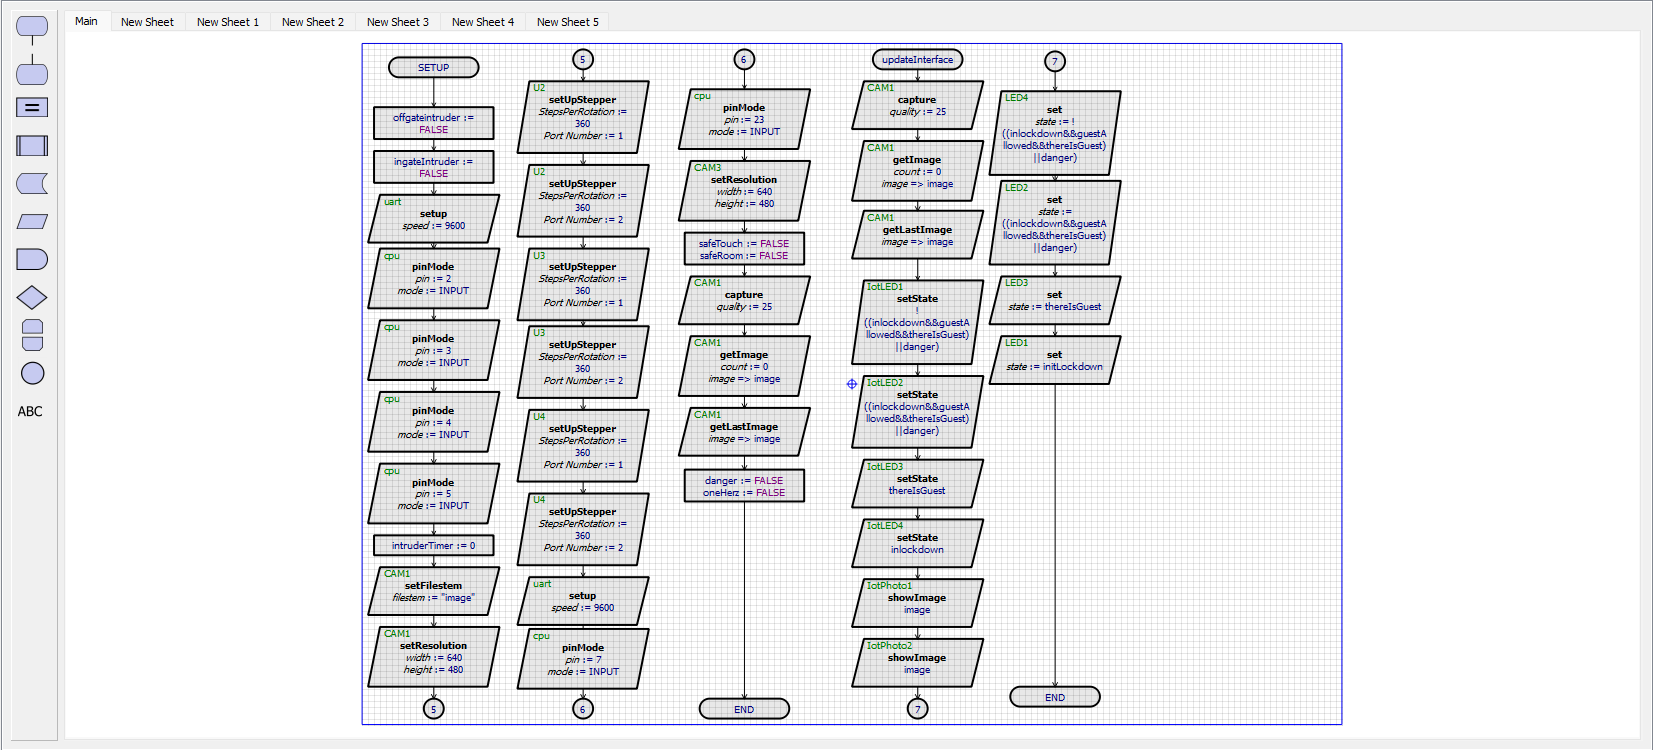 Main
New Sheet
New Sheet 1
New Sheet 2
New Sheet 3
New Sheet 4
New Sheet 5
ABC
SETUP
offgateintruder :=
FALSE
ingateIntruder :=
FALSE
uart
setup
speed := 9600
cpu
pinMode
pin := 2
mode := INPUT
cpu
pinMode
pin := 3
mode := INPUT
cpu
pinMode
pin := 4
mode := INPUT
cpu
pinMode
pin := 5
mode := INPUT
intruderTimer := 0
CAM1
setFilestem
filestem := "image"
CAM1
setResolution
width := 640
height := 480
5
5
U2
setUpStepper
StepsPerRotation :=
360
Port Number := 1
U2
setUpStepper
StepsPerRotation :=
360
Port Number := 2
U3
setUpStepper
StepsPerRotation :=
360
Port Number := 1
U3
setUpStepper
StepsPerRotation :=
360
Port Number := 2
U4
setUpStepper
StepsPerRotation :=
360
Port Number := 1
U4
setUpStepper
StepsPerRotation :=
360
Port Number := 2
uart
setup
speed := 9600
cpu
pinMode
pin := 7
mode := INPUT
6
6
cpu
pinMode
pin := 23
mode := INPUT
CAM3
setResolution
width := 640
height := 480
safeTouch := FALSE
safeRoom := FALSE
CAM1
capture
quality := 25
CAM1
getImage
count := 0
image => image
CAM1
getLastImage
image => image
danger := FALSE
oneHerz := FALSE
END
updateInterface
CAM1
capture
quality := 25
CAM1
getImage
count := 0
image => image
CAM1
getLastImage
image => image
IotLED1
setState
!
((inlockdown&&guestA
llowed&&thereIsGuest)
||danger)
IotLED2
setState
((inlockdown&&guestA
llowed&&thereIsGuest)
||danger)
IotLED3
setState
thereIsGuest
IotLED4
setState
inlockdown
IotPhoto1
showImage
image
IotPhoto2
showImage
image
7
7
LED4
set
state := !
((inlockdown&&guestA
llowed&&thereIsGuest)
||danger)
LED2
set
state :=
((inlockdown&&guestA
llowed&&thereIsGuest)
||danger)
LED3
set
state := thereIsGuest
LED1
set
state := initLockdown
END